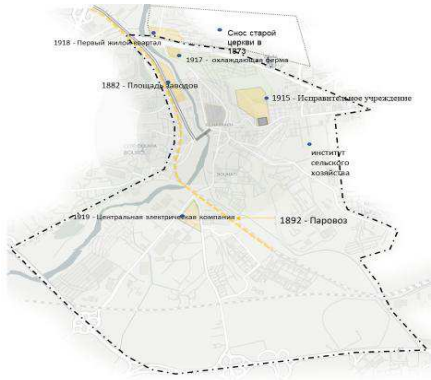 Снос старой
церкви в
1873
1918 - Первый жилой квартал
1917 - охлаждающая ферма
1882 - Площадь заводов
1915 - Исправительное учреждение
институт
сельского
хозяйства
1919 - Центральная электрическая компания
1892 - Паровоз